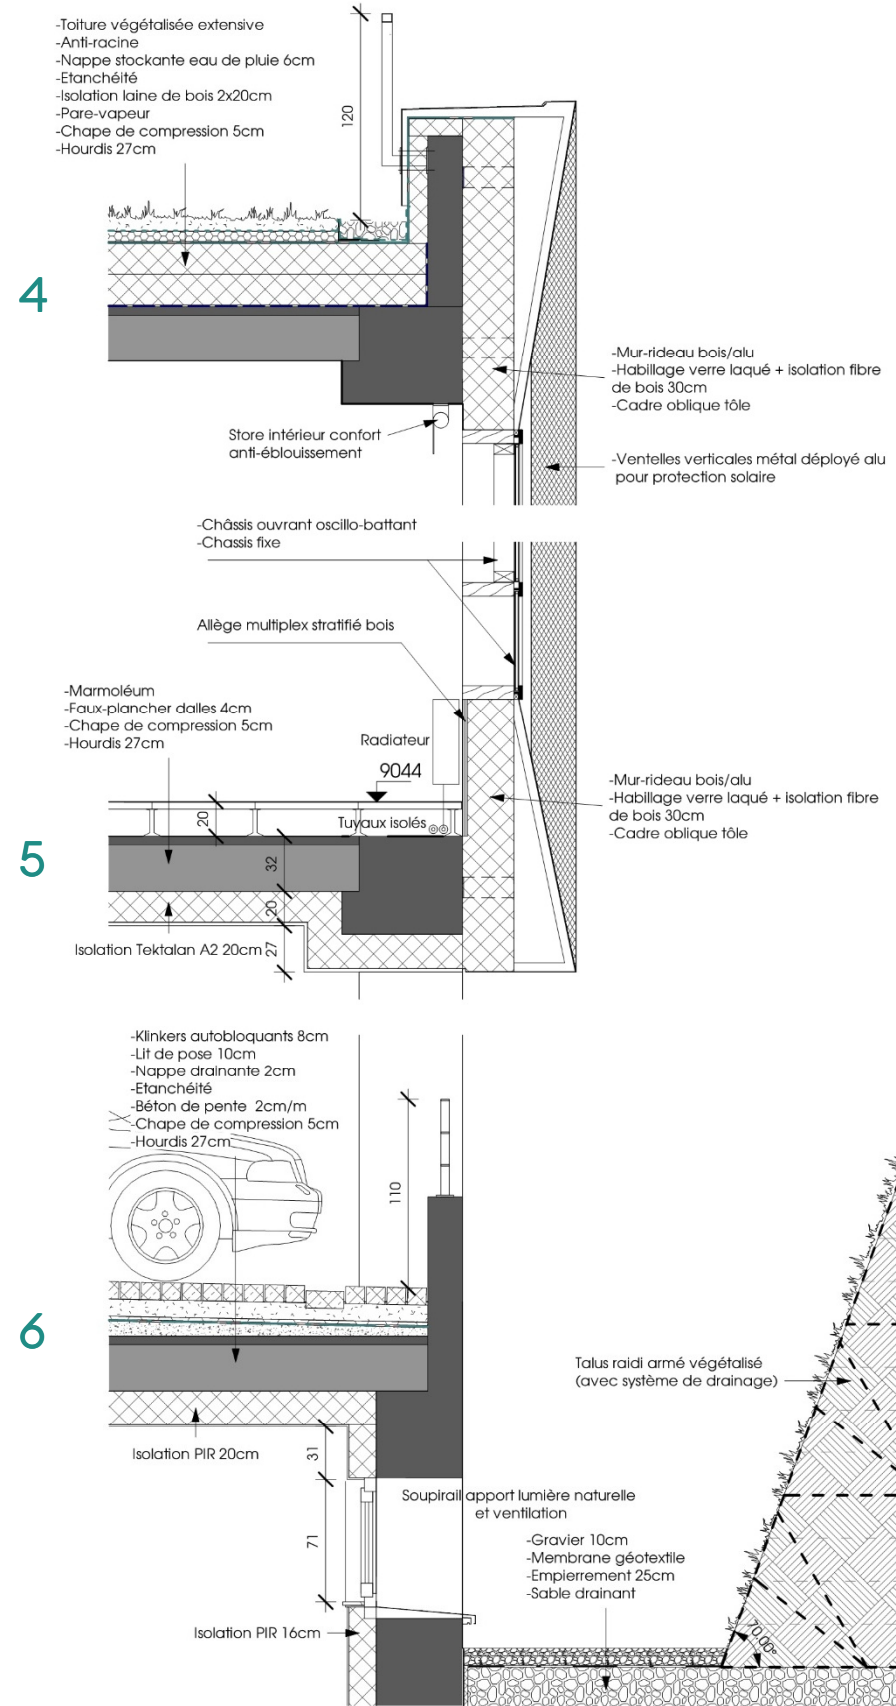 -Toiture végétalisée extensive
-Anti-racine
-Nappe stockante eau de pluie 6cm
-Etanchéité
-Isolation laine de bois 2x20cm
-Pare-vapeur
-Chape de compression 5cm
-Hourdis 27cm
120
4
-Mur-rideau bois/alu
-Habillage verre laqué + isolation fibre
de bois 30cm
-Cadre oblique tôle
Store intérieur confort
anti-éblouissement
-Ventelles verticales métal déployé alu
pour protection solaire
-Châssis ouvrant oscillo-battant
-Chassis fixe
Allège multiplex stratifié bois
-Marmoléum
-Faux-plancher dalles 4cm
-Chape de compression 5cm
-Hourdis 27cm
Radiateur
9044
-Mur-rideau bois/alu
-Habillage verre laqué + isolation fibre
de bois 30cm
-Cadre oblique tôle
20
Tuyaux isolés
5
32
20
Isolation Tektalan A2 20cm
27
-Klinkers autobloquants 8cm
-Lit de pose 10cm
-Nappe drainante 2cm
-Etanchéité
-Béton de pente 2cm/m
-Chape de compression 5cm
-Hourdis 27cm
110
6
Talus raidi armé végétalisé
(avec système de drainage)
Isolation PIR 20cm
31
Soupirail apport lumière naturelle
et ventilation
71
-Gravier 10cm
-Membrane géotextile
-Empierrement 25cm
-Sable drainant
Isolation PIR 16cm
70.00°